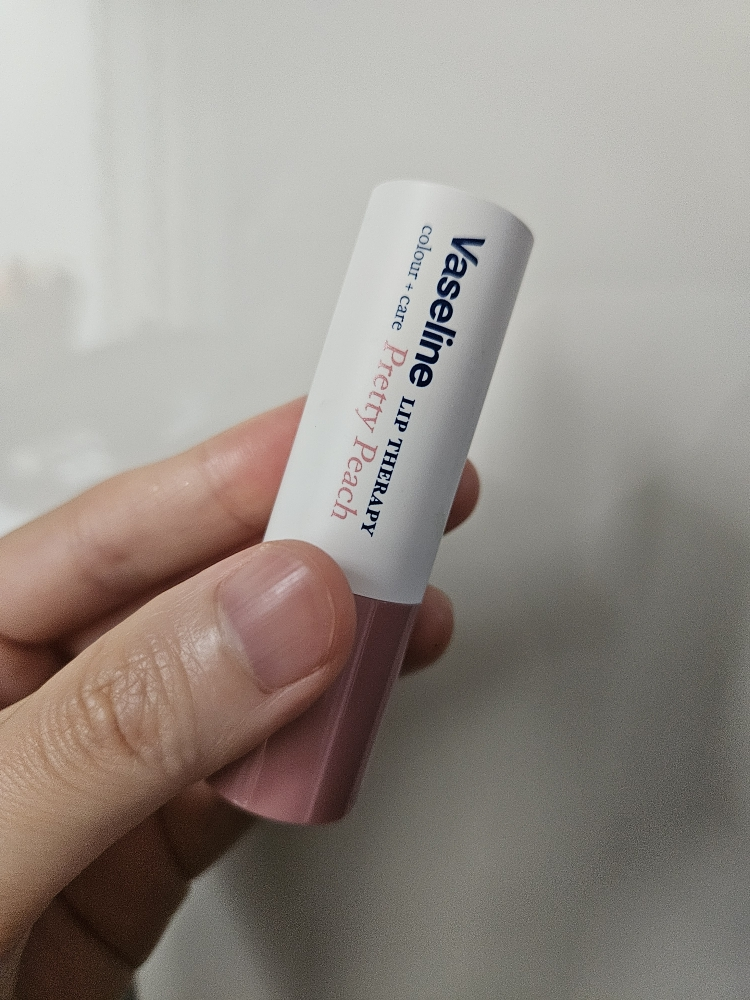 Vaseline LIP THERAPY
colour + care Pretty Peach